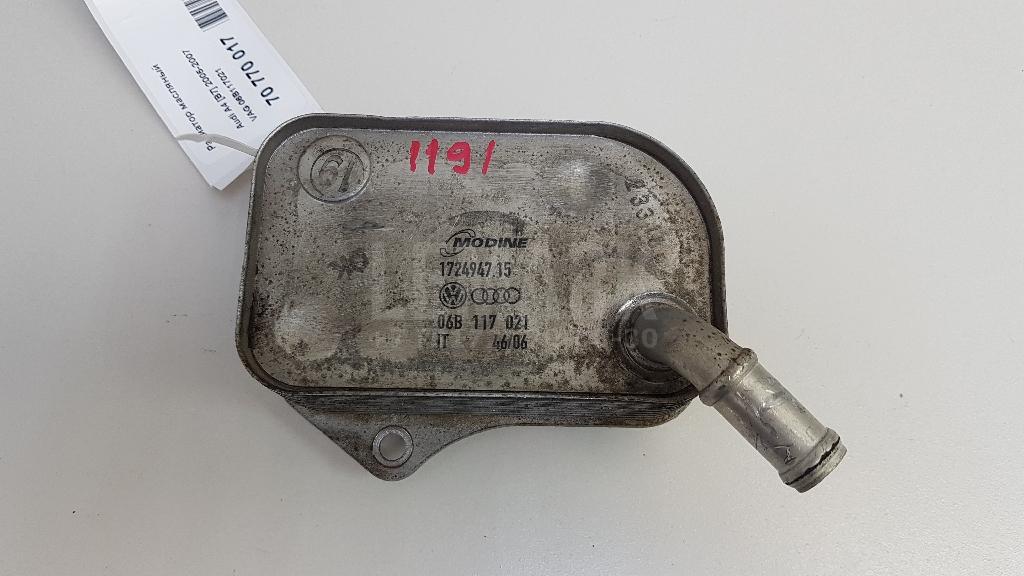 Радиатор масляный
Audi A4 [B7] 2005-2007
VAG 06B117021
70 770 017
1191
19
MODINE
1724947.15
06B 117 021
IT 46/06